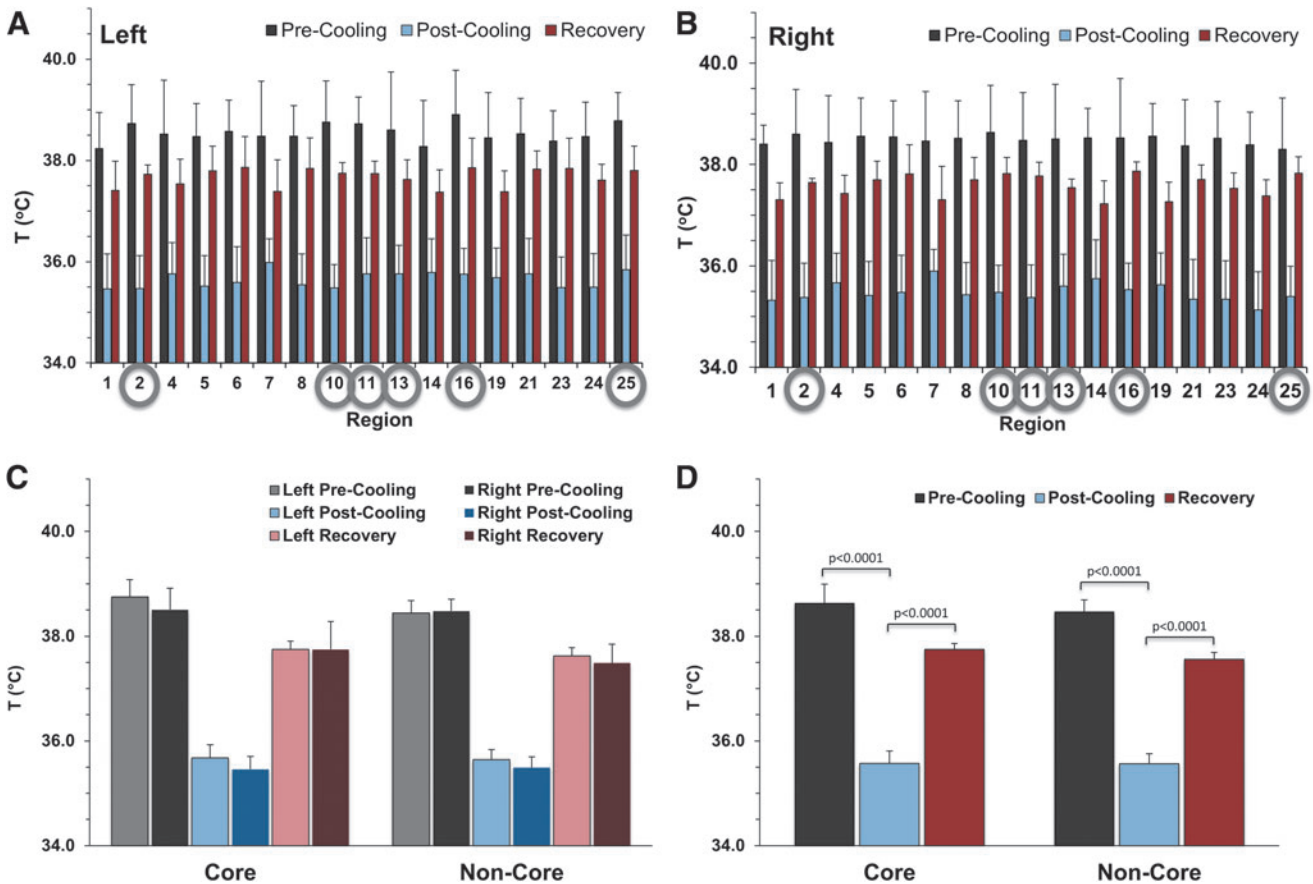 A
Left
Pre-Cooling Post-Cooling Recovery
40.0
38.0
36.0
34.0
T (°C)
1 2 4 5 6 7 8 10 11 13 14 16 19 21 23 24 25
Region
B
Right
Pre-Cooling Post-Cooling Recovery
40.0
38.0
36.0
34.0
T (°C)
1 2 4 5 6 7 8 10 11 13 14 16 19 21 23 24 25
Region
C
Left Pre-Cooling Right Pre-Cooling
Left Post-Cooling Right Post-Cooling
Left Recovery Right Recovery
40.0
38.0
36.0
34.0
T (°C)
Core Non-Core
D
Pre-Cooling Post-Cooling Recovery
40.0
38.0
36.0
34.0
T (°C)
p<0.0001
p<0.0001
p<0.0001
p<0.0001
Core Non-Core